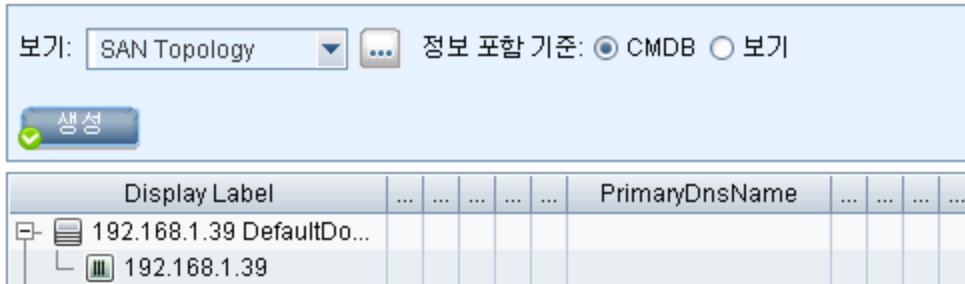 보기: SAN Topology ... 정보 포함 기준: CMDB 보기
생성
Display Label ... ... ... ... ... PrimaryDnsName ... ... ... ...
192.168.1.39 DefaultDo...
192.168.1.39